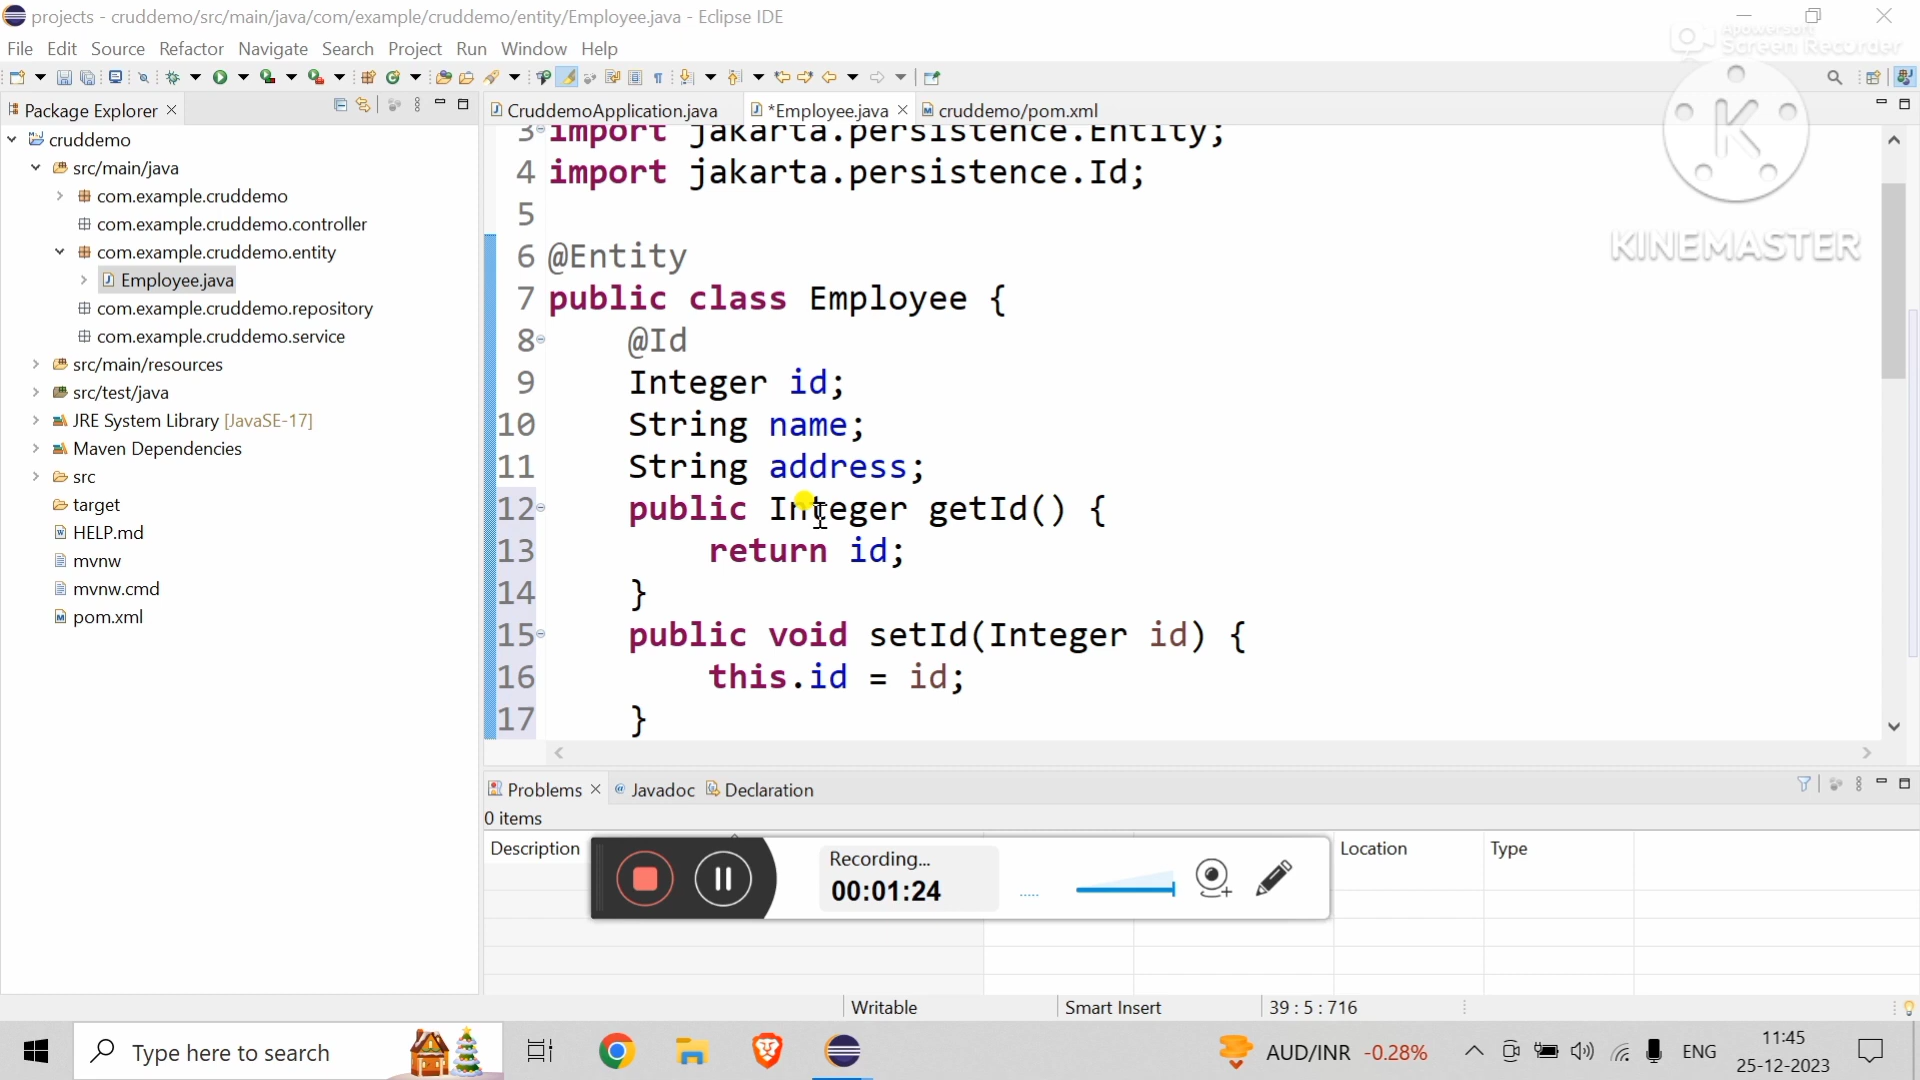 projects - cruddemo/src/main/java/com/example/cruddemo/entity/Employee.java - Eclipse IDE
File Edit Source Refactor Navigate Search Project Run Window Help
Apowersoft
Screen Recorder
Package Explorer
CruddemoApplication.java
*Employee.java
cruddemo/pom.xml
cruddemo
src/main/java
com.example.cruddemo
com.example.cruddemo.controller
com.example.cruddemo.entity
Employee.java
com.example.cruddemo.repository
com.example.cruddemo.service
src/main/resources
src/test/java
JRE System Library [JavaSE-17]
Maven Dependencies
src
target
HELP.md
mvnw
mvnw.cmd
pom.xml
3 import jakarta.persistence.Entity;
4 import jakarta.persistence.Id;
5
6 @Entity
7 public class Employee {
8 @Id
9 Integer id;
10 String name;
11 String address;
12 public Integer getId() {
13 return id;
14 }
15 public void setId(Integer id) {
16 this.id = id;
17 }
K
KINEMASTER
Problems
@ Javadoc
Declaration
0 items
Description
Location
Type
Recording...
00:01:24
Writable
Smart Insert
39 : 5 : 716
Type here to search
AUD/INR -0.28%
ENG
11:45
25-12-2023